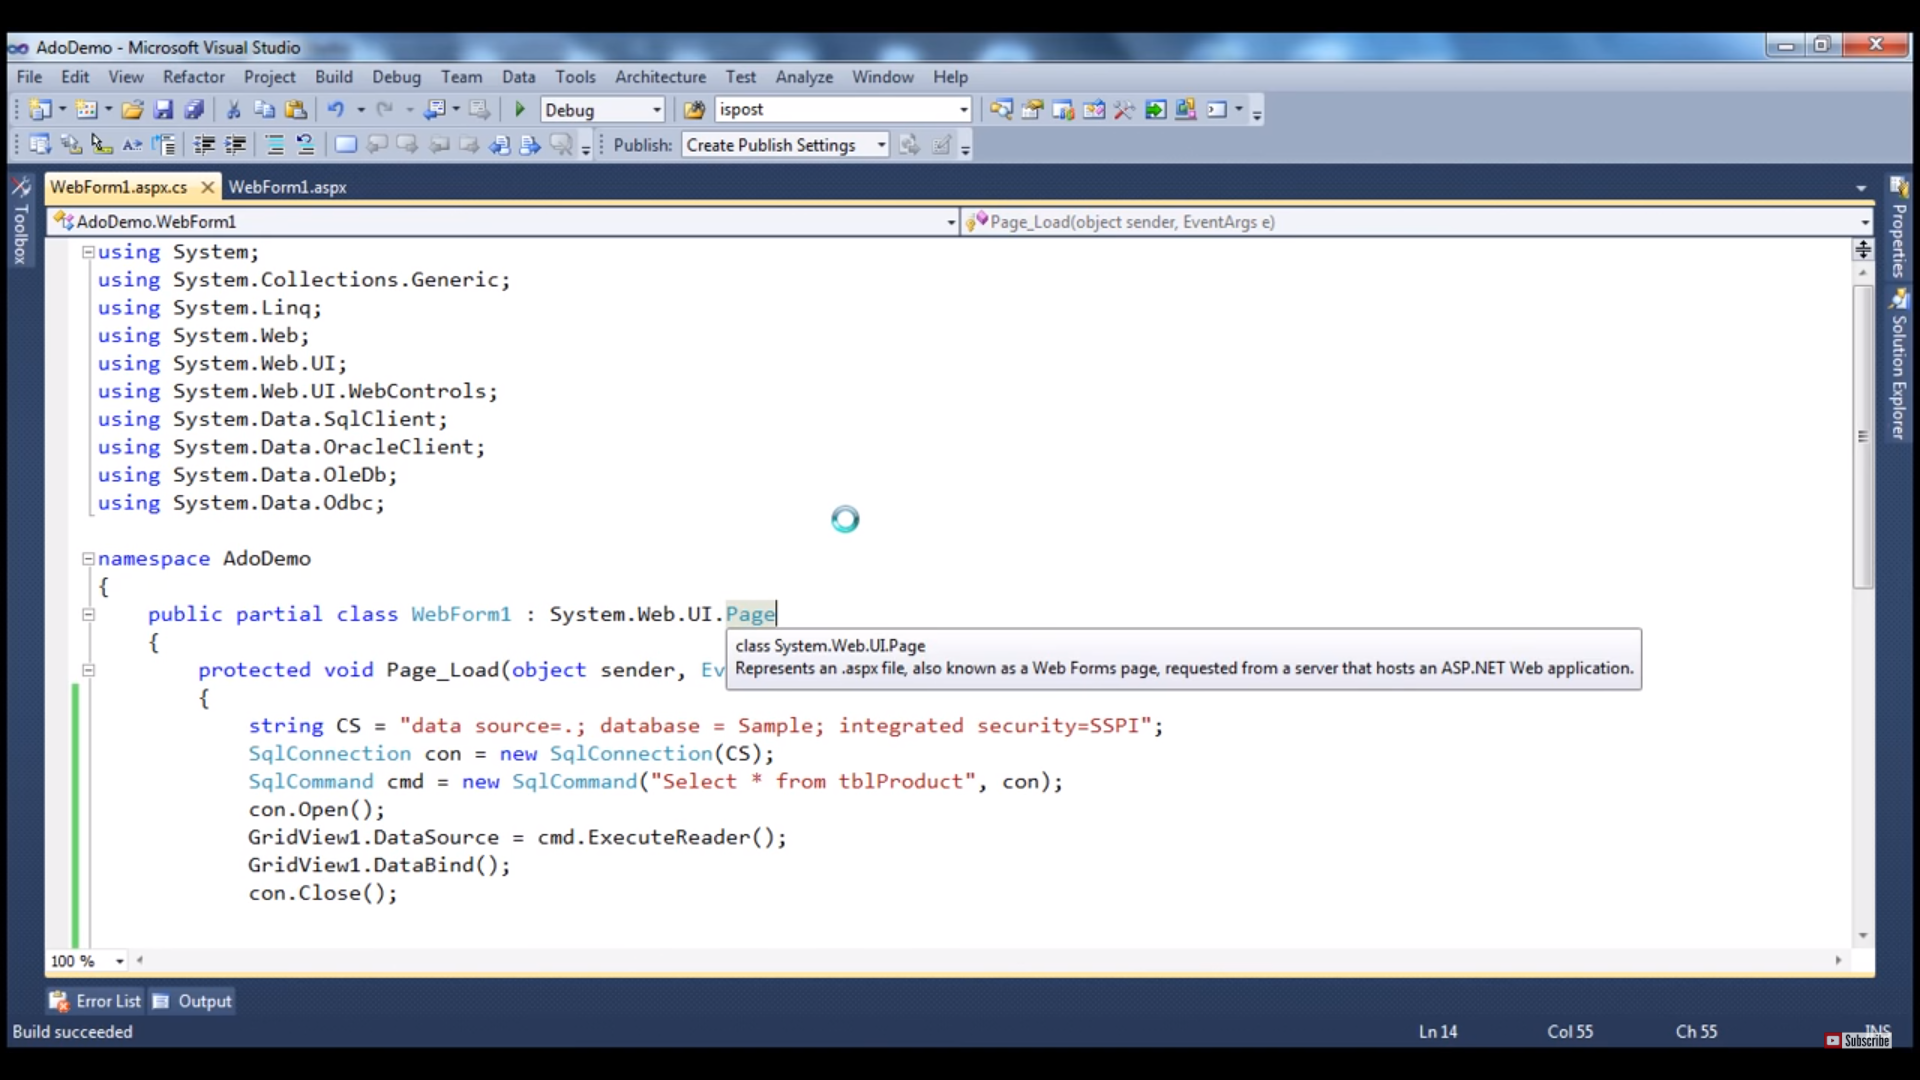 AdoDemo - Microsoft Visual Studio
File Edit View Refactor Project Build Debug Team Data Tools Architecture Test Analyze Window Help
Debug ispost
Publish: Create Publish Settings
WebForm1.aspx.cs WebForm1.aspx
Toolbox
AdoDemo.WebForm1 Page_Load(object sender, EventArgs e)
Properties
Solution Explorer
using System;
using System.Collections.Generic;
using System.Linq;
using System.Web;
using System.Web.UI;
using System.Web.UI.WebControls;
using System.Data.SqlClient;
using System.Data.OracleClient;
using System.Data.OleDb;
using System.Data.Odbc;
namespace AdoDemo
{
public partial class WebForm1 : System.Web.UI.Page
{
class System.Web.UI.Page
Represents an .aspx file, also known as a Web Forms page, requested from a server that hosts an ASP.NET Web application.
protected void Page_Load(object sender, Ev
{
string CS = "data source=.; database = Sample; integrated security=SSPI";
SqlConnection con = new SqlConnection(CS);
SqlCommand cmd = new SqlCommand("Select * from tblProduct", con);
con.Open();
GridView1.DataSource = cmd.ExecuteReader();
GridView1.DataBind();
con.Close();
100 %
Error List Output
Build succeeded Ln 14 Col 55 Ch 55 INS
Subscribe